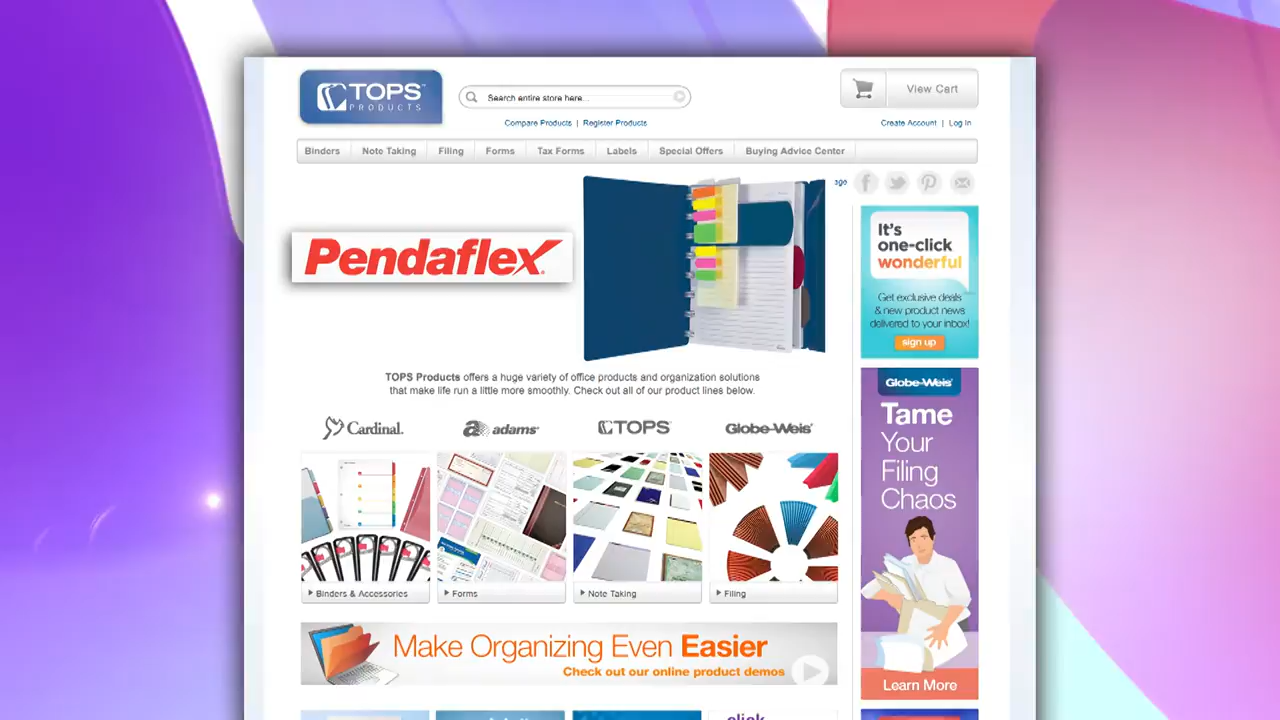 TOPS™
PRODUCTS
Search entire store here...
View Cart
Compare Products | Register Products
Create Account | Log In
Binders Note Taking Filing Forms Tax Forms Labels Special Offers Buying Advice Center
Pendaflex®
It's
one-click
wonderful
Get exclusive deals
& new product news
delivered to your inbox!
sign up
TOPS Products offers a huge variety of office products and organization solutions
that make life run a little more smoothly. Check out all of our product lines below.
Cardinal.
adams
TOPS
Globe-Weis
Globe-Weis
Tame
Your
Filing
Chaos
Learn More
Binders & Accessories
Forms
Note Taking
Filing
Make Organizing Even Easier
Check out our online product demos
click